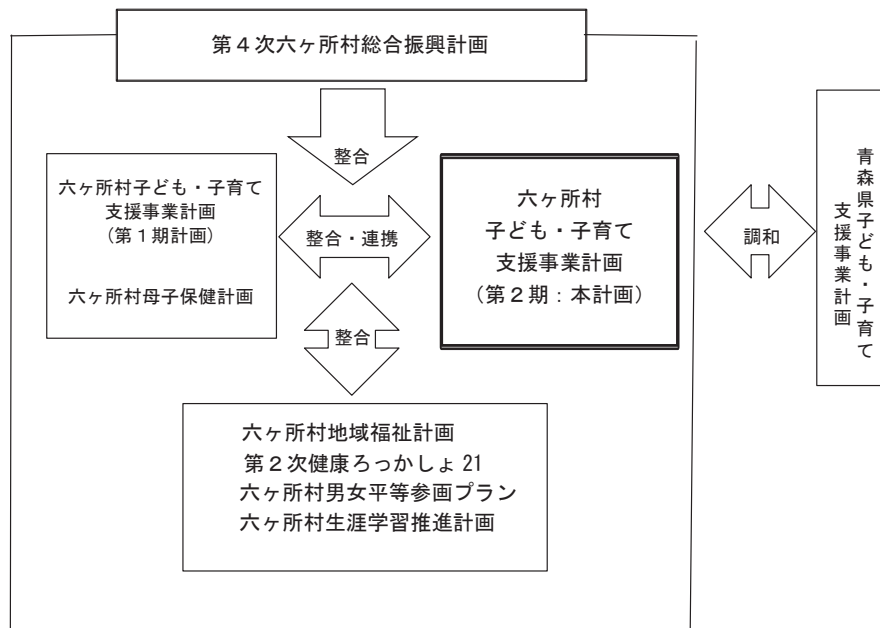 第４次六ヶ所村総合振興計画
整合
六ヶ所村子ども・子育て
支援事業計画
(第１期計画)
六ヶ所村母子保健計画
整合・連携
六ヶ所村
子ども・子育て
支援事業計画
(第２期：本計画)
調和
青森県子ども・子育て
支援事業計画
整合
六ヶ所村地域福祉計画
第２次健康ろっかしょ 21
六ヶ所村男女平等参画プラン
六ヶ所村生涯学習推進計画